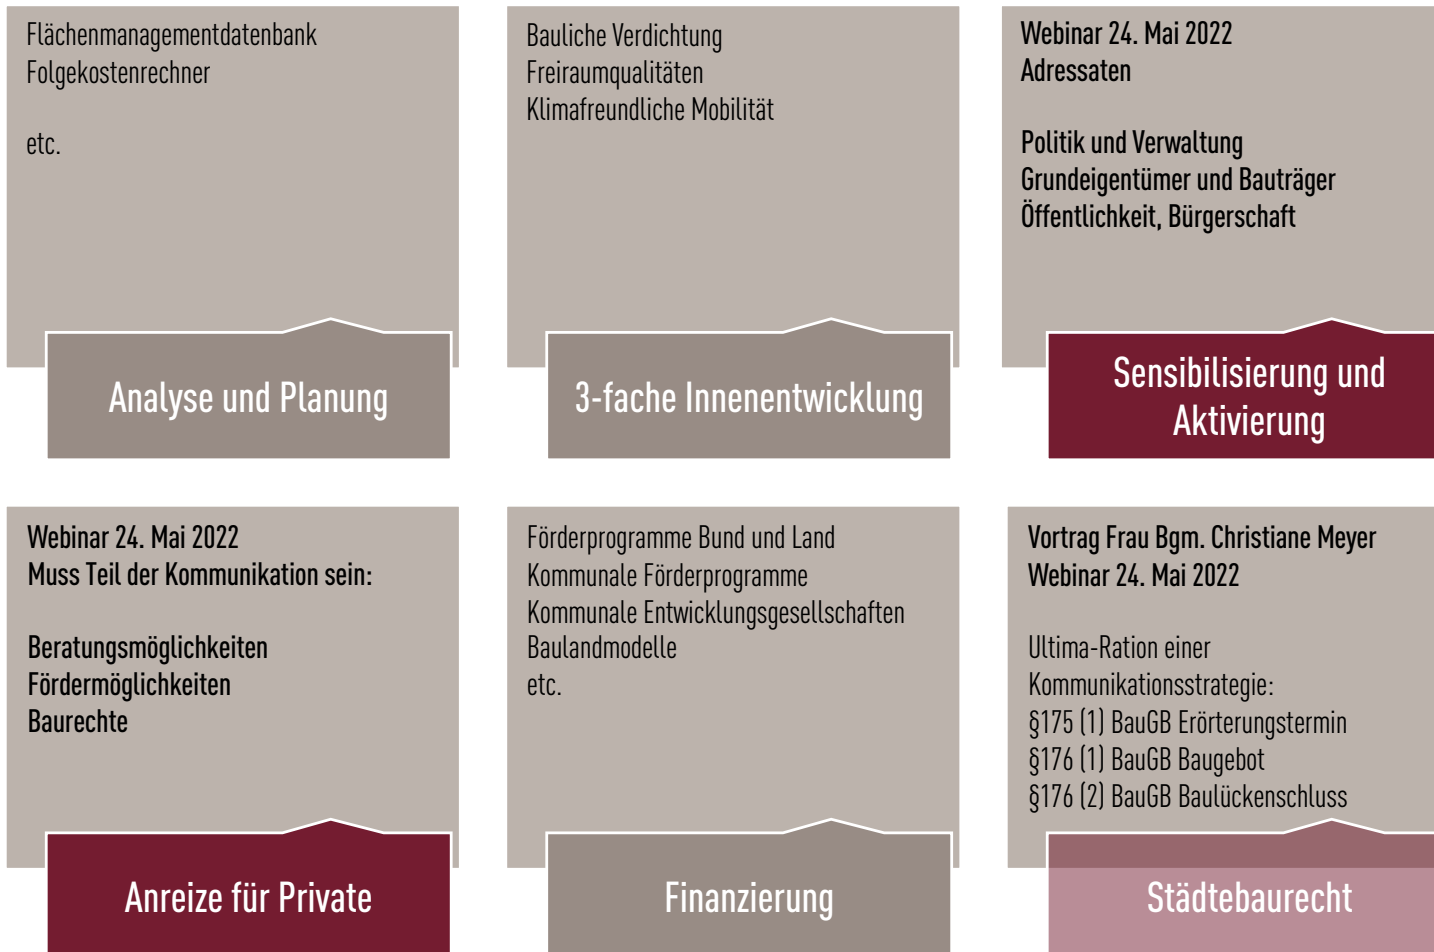 Flächenmanagementdatenbank
Folgekostenrechner
etc.
Analyse und Planung
Bauliche Verdichtung
Freiraumqualitäten
Klimafreundliche Mobilität
3-fache Innenentwicklung
Webinar 24. Mai 2022
Adressaten
Politik und Verwaltung
Grundeigentümer und Bauträger
Öffentlichkeit, Bürgerschaft
Sensibilisierung und
Aktivierung
Webinar 24. Mai 2022
Muss Teil der Kommunikation sein:
Beratungsmöglichkeiten
Fördermöglichkeiten
Baurechte
Anreize für Private
Förderprogramme Bund und Land
Kommunale Förderprogramme
Kommunale Entwicklungsgesellschaften
Baulandmodelle
etc.
Finanzierung
Vortrag Frau Bgm. Christiane Meyer
Webinar 24. Mai 2022
Ultima-Ration einer
Kommunikationsstrategie:
§175 (1) BauGB Erörterungstermin
§176 (1) BauGB Baugebot
§176 (2) BauGB Baulückenschluss
Städtebaurecht